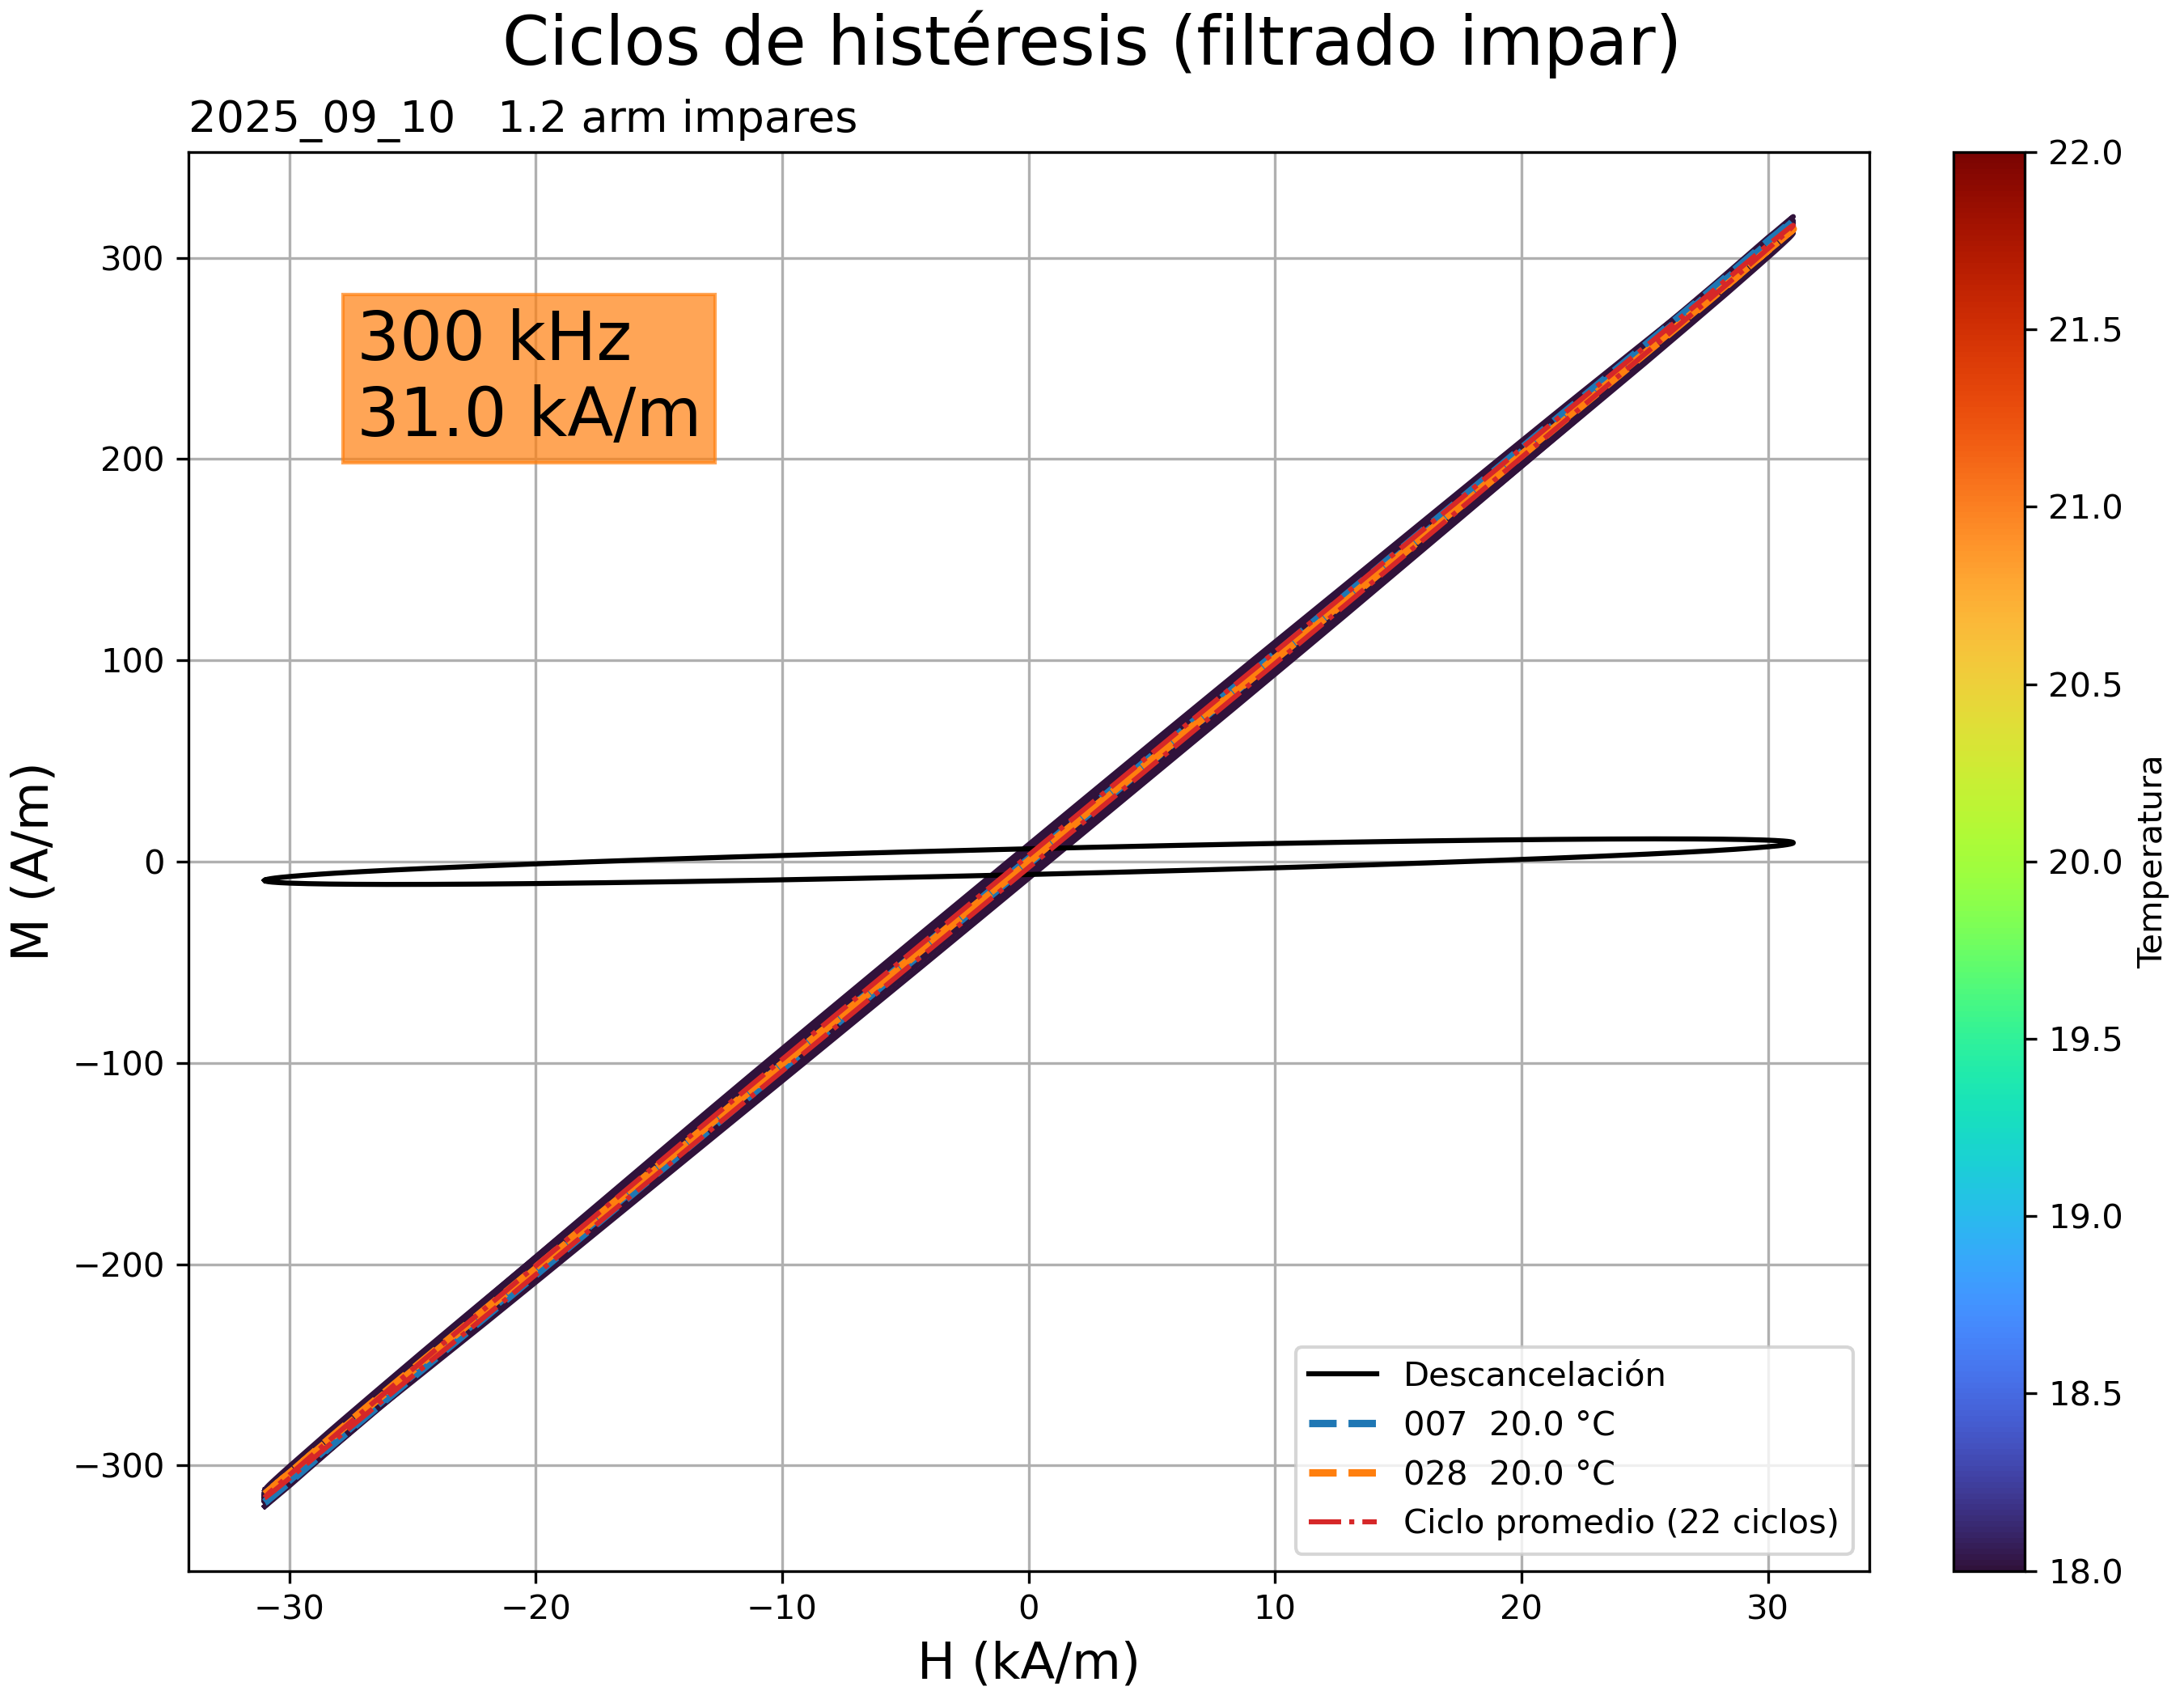 Ciclos de histéresis (filtrado impar)
2025_09_10   1.2 arm impares
300 kHz
31.0 kA/m
M (A/m)
300
200
100
0
−100
−200
−300
−30
−20
−10
0
10
20
30
H (kA/m)
Descancelación
007  20.0 °C
028  20.0 °C
Ciclo promedio (22 ciclos)
22.0
21.5
21.0
20.5
20.0
19.5
19.0
18.5
18.0
Temperatura